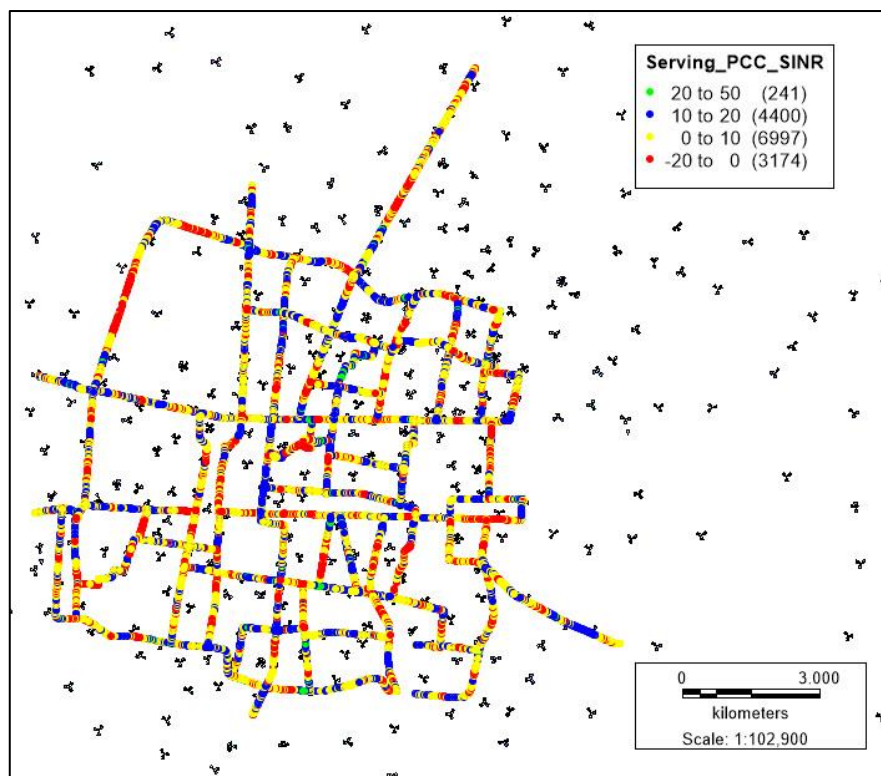 Serving_PCC_SINR
20 to 50 (241)
10 to 20 (4400)
0 to 10 (6997)
-20 to 0 (3174)
0 3.000
kilometers
Scale: 1:102,900